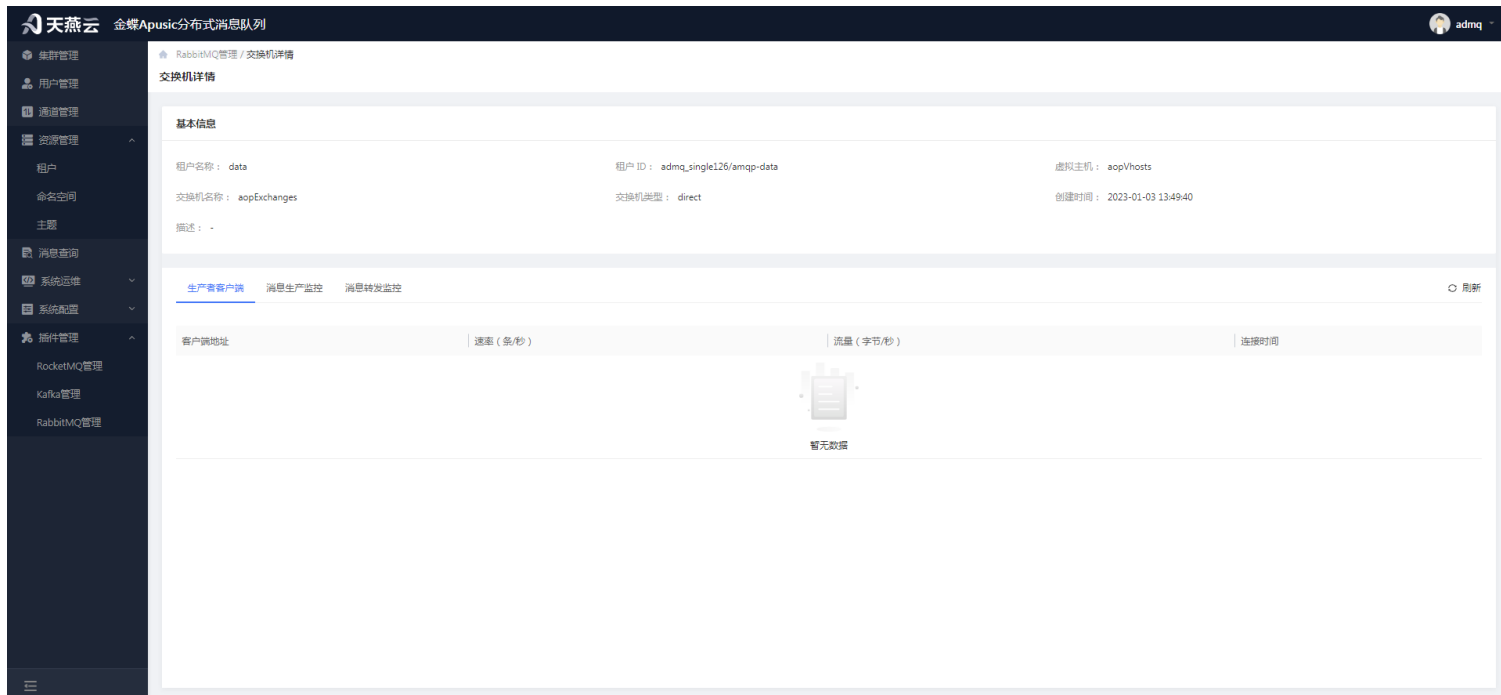 天燕云 金蝶Apusic分布式消息队列 admq
集群管理
用户管理
通道管理
资源管理
租户
命名空间
主题
消息查询
系统运维
系统配置
插件管理
RocketMQ管理
Kafka管理
RabbitMQ管理
RabbitMQ管理 / 交换机详情
交换机详情
基本信息
租户名称： data 租户 ID： admq_single126/amqp-data 虚拟主机： aopVhosts
交换机名称： aopExchanges 交换机类型： direct 创建时间： 2023-01-03 13:49:40
描述： -
生产者客户端 消息生产监控 消息转发监控 刷新
客户端地址 速率（条/秒） 流量（字节/秒） 连接时间
暂无数据